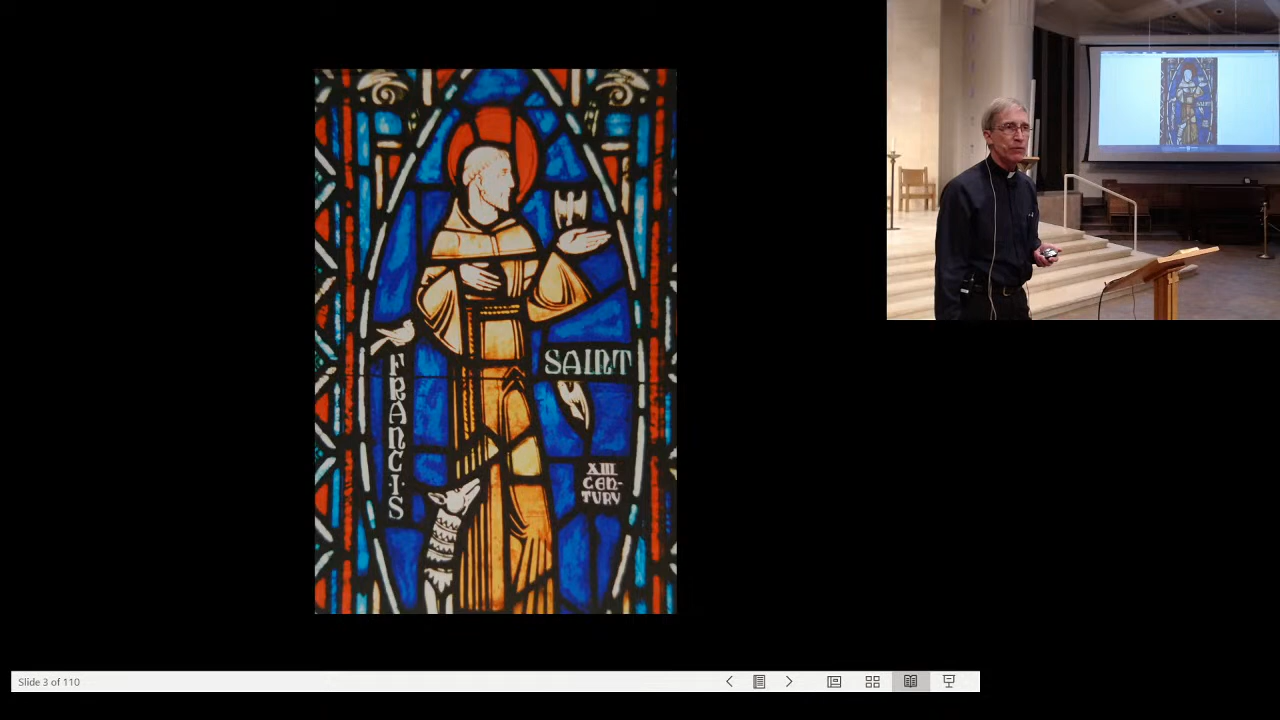 FRANCIS
SAINT
XIII
CEN-
TURY
Slide 3 of 110